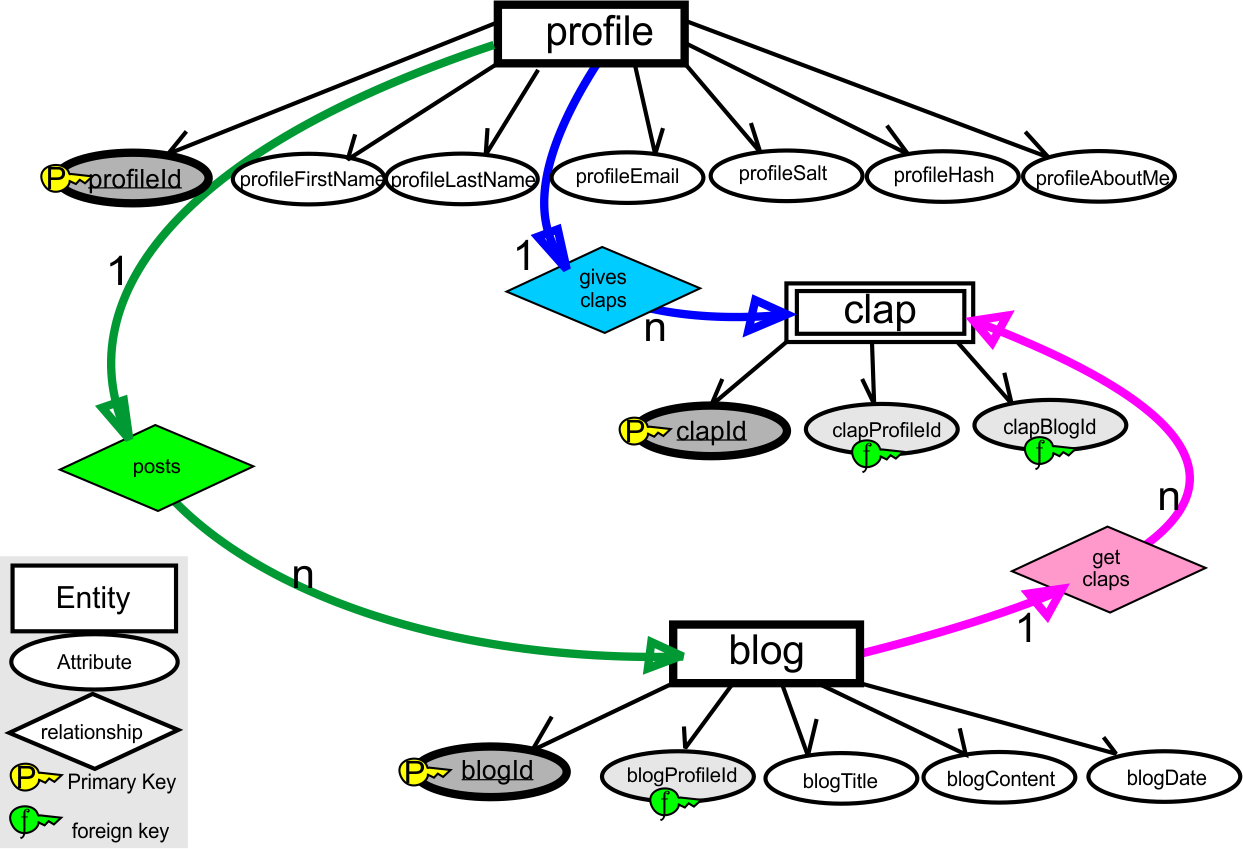 profile
profileId
profileFirstName
profileLastName
profileEmail
profileSalt
profileHash
profileAboutMe
1
1
gives
claps
n
clap
clapId
clapProfileId
clapBlogId
P
P
f
f
posts
n
n
get
claps
1
blog
blogId
blogProfileId
blogTitle
blogContent
blogDate
P
f
Entity
Attribute
relationship
P Primary Key
f foreign key